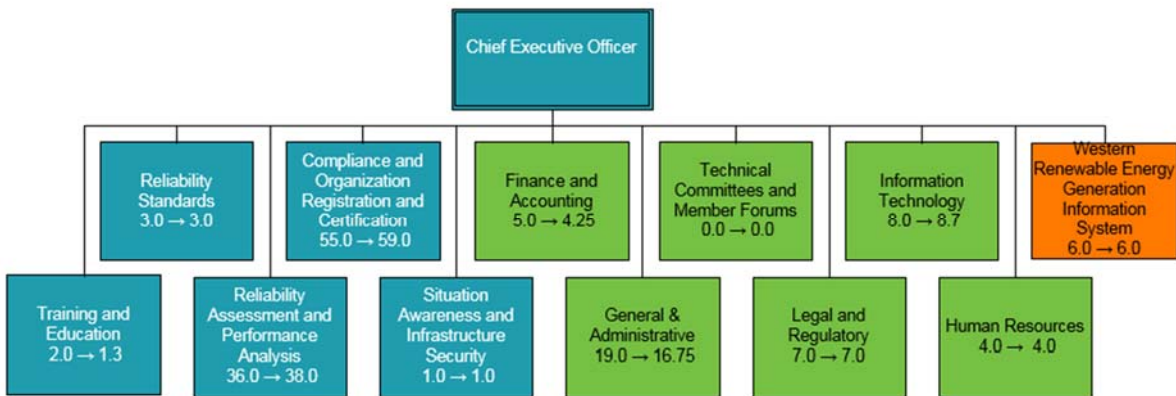 Chief Executive Officer
Reliability
Standards
3.0 → 3.0
Compliance and
Organization
Registration and
Certification
55.0 → 59.0
Finance and
Accounting
5.0 → 4.25
Technical
Committees and
Member Forums
0.0 → 0.0
Information
Technology
8.0 → 8.7
Western
Renewable Energy
Generation
Information
System
6.0 → 6.0
Training and
Education
2.0 → 1.3
Reliability
Assessment and
Performance
Analysis
36.0 → 38.0
Situation
Awareness and
Infrastructure
Security
1.0 → 1.0
General &
Administrative
19.0 → 16.75
Legal and
Regulatory
7.0 → 7.0
Human Resources
4.0 → 4.0